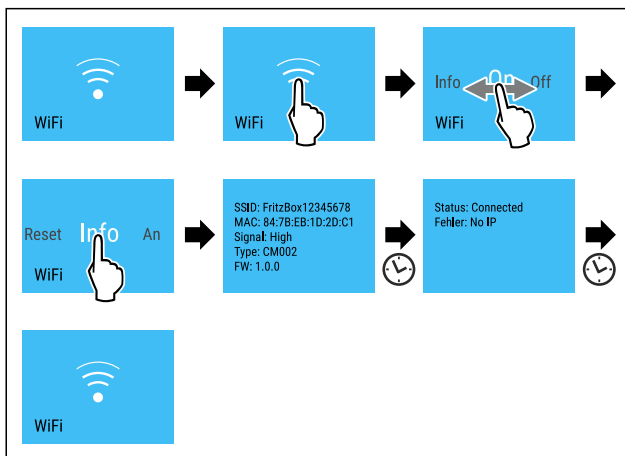 WiFi
WiFi
Info On Off
WiFi
Reset Info An
WiFi
SSID: FritzBox12345678
MAC: 84:7B:EB:1D:2D:C1
Signal: High
Type: CM002
FW: 1.0.0
Status: Connected
Fehler: No IP
WiFi